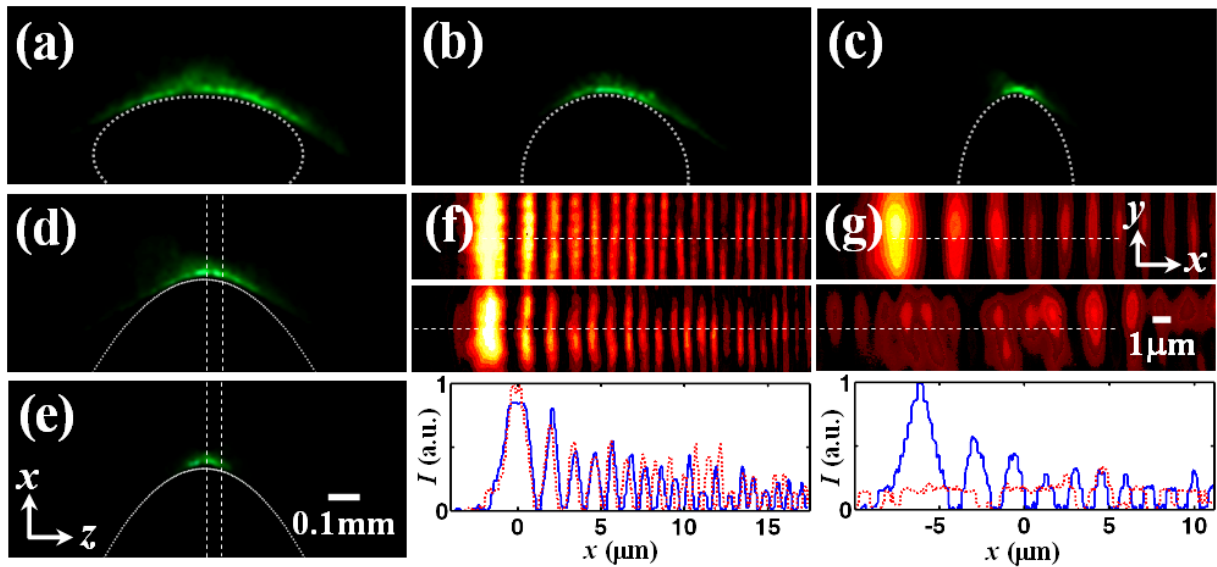 (a)
(b)
(c)
(d)
(f)
(g)
y
x
1μm
(e)
x
z
0.1mm
1
I (a.u.)
0
0
5
10
15
x (μm)
1
I (a.u.)
0
-5
0
5
10
x (μm)